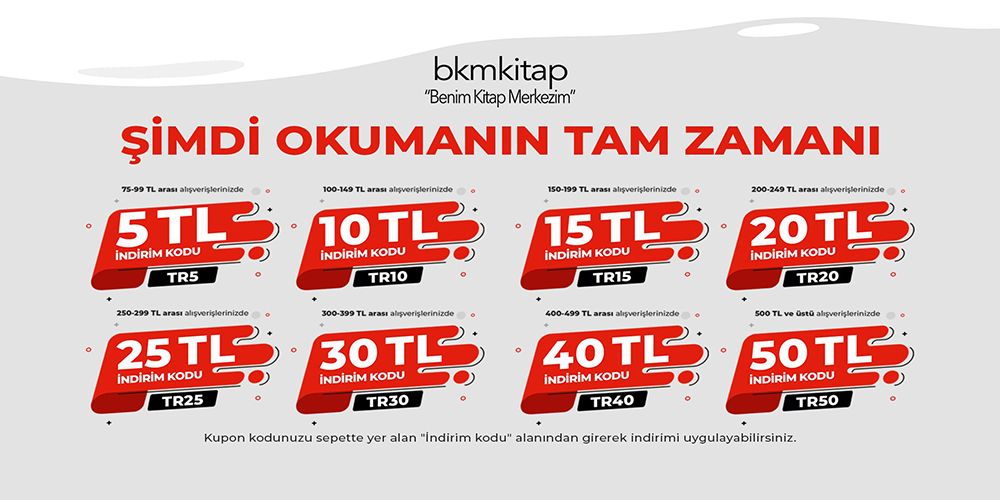 bkmkitap
“Benim Kitap Merkezim”
ŞİMDİ OKUMANIN TAM ZAMANI
75-99 TL arası alışverişlerinizde
5 TL
İNDİRİM KODU
TR5
100-149 TL arası alışverişlerinizde
10 TL
İNDİRİM KODU
TR10
150-199 TL arası alışverişlerinizde
15 TL
İNDİRİM KODU
TR15
200-249 TL arası alışverişlerinizde
20 TL
İNDİRİM KODU
TR20
250-299 TL arası alışverişlerinizde
25 TL
İNDİRİM KODU
TR25
300-399 TL arası alışverişlerinizde
30 TL
İNDİRİM KODU
TR30
400-499 TL arası alışverişlerinizde
40 TL
İNDİRİM KODU
TR40
500 TL ve üstü alışverişlerinizde
50 TL
İNDİRİM KODU
TR50
Kupon kodunuzu sepette yer alan "İndirim kodu" alanından girerek indirimi uygulayabilirsiniz.